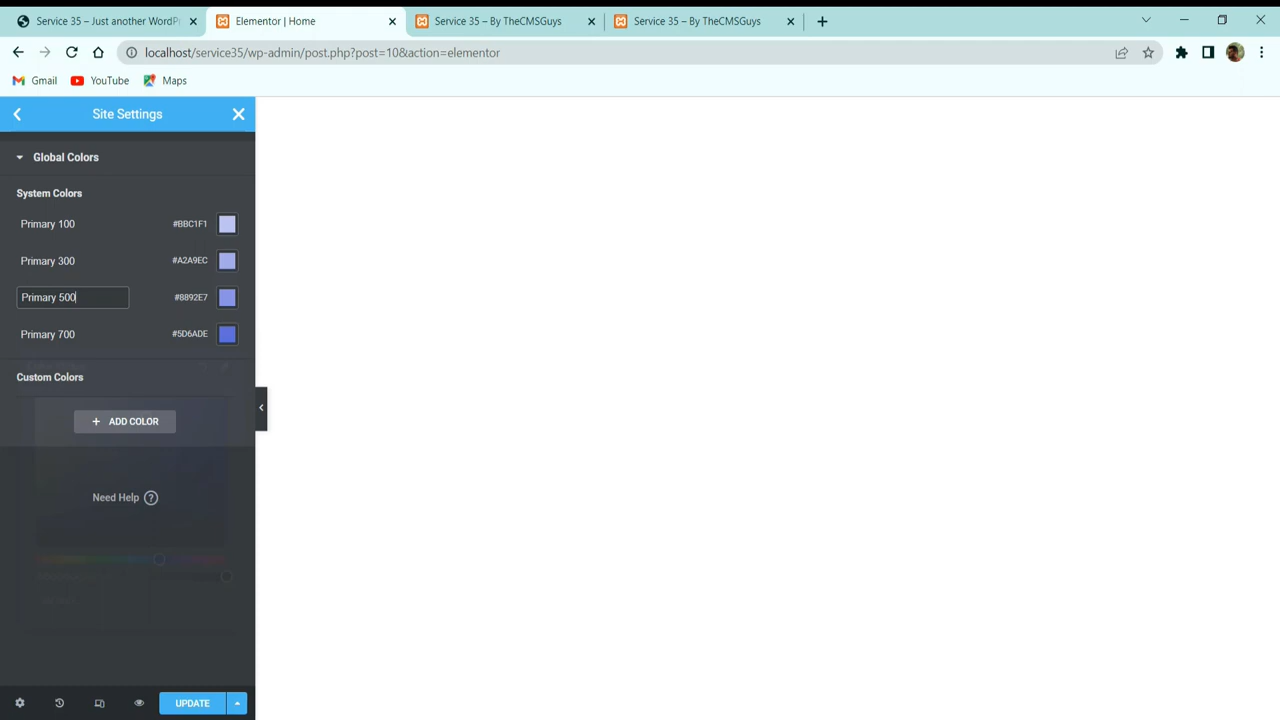 Service 35 – Just another WordPr
Elementor | Home
Service 35 – By TheCMSGuys
Service 35 – By TheCMSGuys
localhost/service35/wp-admin/post.php?post=10&action=elementor
Gmail
YouTube
Maps
Site Settings
Global Colors
System Colors
Primary 100 #BBC1F1
Primary 300 #A2A9EC
Primary 500 #8892E7
Primary 700 #5D6ADE
Custom Colors
+ ADD COLOR
Need Help ?
UPDATE